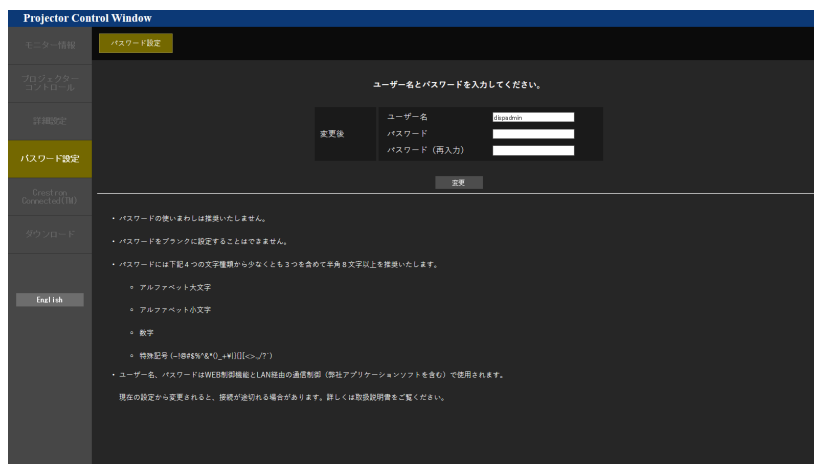 Projector Control Window
モニター情報
パスワード設定
プロジェクター
コントロール
ユーザー名とパスワードを入力してください。
詳細設定
変更後
ユーザー名
dispadmin
パスワード
パスワード（再入力）
パスワード設定
変更
Crestron
Connected(TM)
ダウンロード
English
・パスワードの使いまわしは推奨いたしません。
・パスワードをブランクに設定することはできません。
・パスワードには下記４つの文字種類から少なくとも３つを含めて半角８文字以上を推奨いたします。
アルファベット大文字
アルファベット小文字
数字
特殊記号
・ユーザー名、パスワードはWEB制御機能とLAN経由の通信制御（弊社アプリケーションソフトを含む）で使用されます。
現在の設定から変更されると、接続が途切れる場合があります。詳しくは取扱説明書をご覧ください。